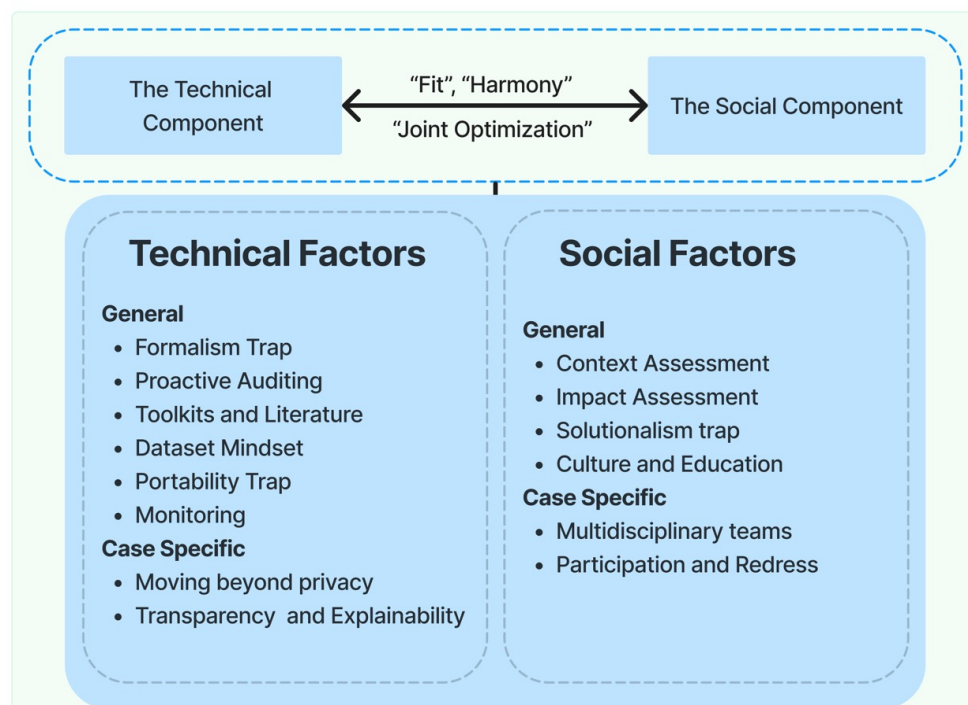 The Technical
Component
“Fit”, “Harmony”
“Joint Optimization”
The Social Component
Technical Factors
General
• Formalism Trap
• Proactive Auditing
• Toolkits and Literature
• Dataset Mindset
• Portability Trap
• Monitoring
Case Specific
• Moving beyond privacy
• Transparency  and Explainability
Social Factors
General
• Context Assessment
• Impact Assessment
• Solutionalism trap
• Culture and Education
Case Specific
• Multidisciplinary teams
• Participation and Redress